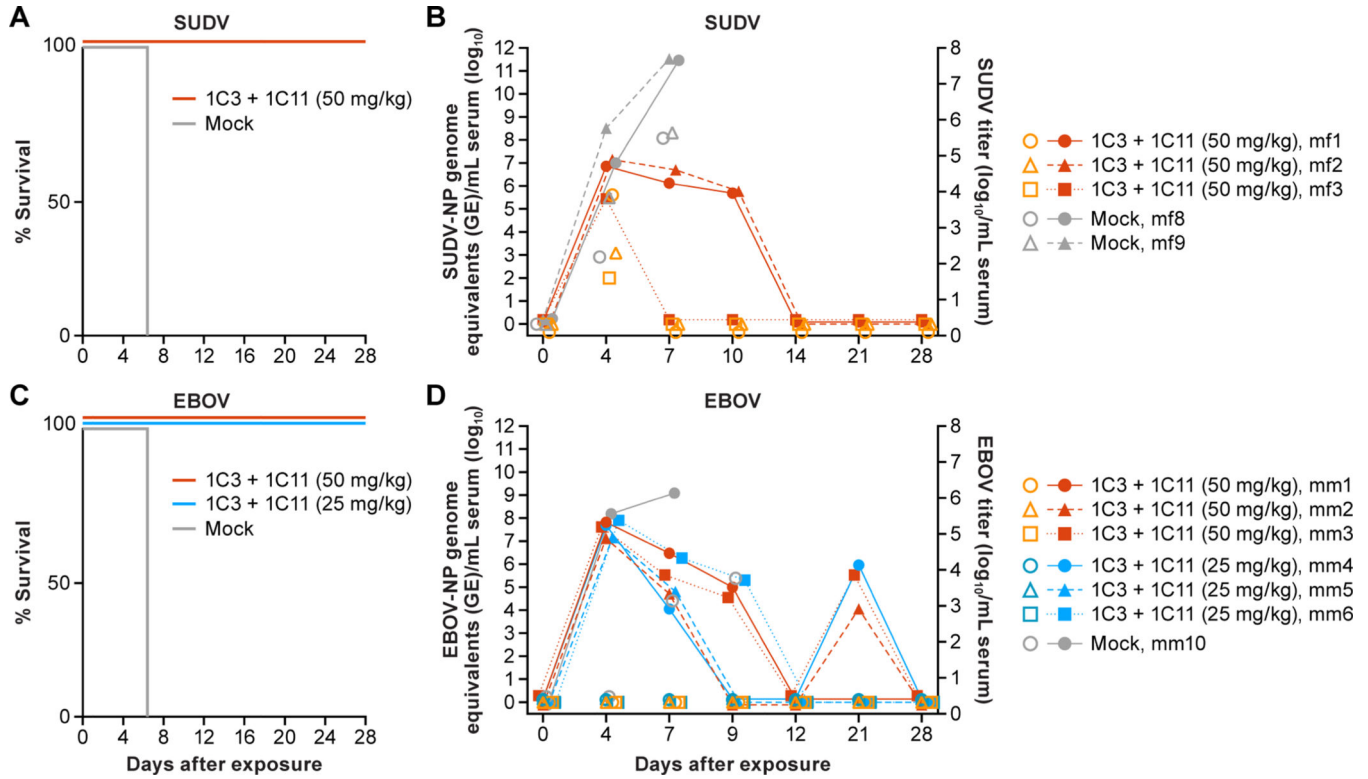 A
SUDV
100
50
0
% Survival
1C3 + 1C11 (50 mg/kg)
Mock
0 4 8 12 16 20 24 28
B
SUDV
12
11
10
9
8
7
6
5
4
3
2
1
0
SUDV-NP genome
equivalents (GE)/mL serum (log10)
8
7
6
5
4
3
2
1
0
SUDV titer (log10/mL serum)
0 4 7 10 14 21 28
1C3 + 1C11 (50 mg/kg), mf1
1C3 + 1C11 (50 mg/kg), mf2
1C3 + 1C11 (50 mg/kg), mf3
Mock, mf8
Mock, mf9
C
EBOV
100
50
0
% Survival
1C3 + 1C11 (50 mg/kg)
1C3 + 1C11 (25 mg/kg)
Mock
0 4 8 12 16 20 24 28
Days after exposure
D
EBOV
12
11
10
9
8
7
6
5
4
3
2
1
0
EBOV-NP genome
equivalents (GE)/mL serum (log10)
8
7
6
5
4
3
2
1
0
EBOV titer (log10/mL serum)
0 4 7 9 12 21 28
Days after exposure
1C3 + 1C11 (50 mg/kg), mm1
1C3 + 1C11 (50 mg/kg), mm2
1C3 + 1C11 (50 mg/kg), mm3
1C3 + 1C11 (25 mg/kg), mm4
1C3 + 1C11 (25 mg/kg), mm5
1C3 + 1C11 (25 mg/kg), mm6
Mock, mm10